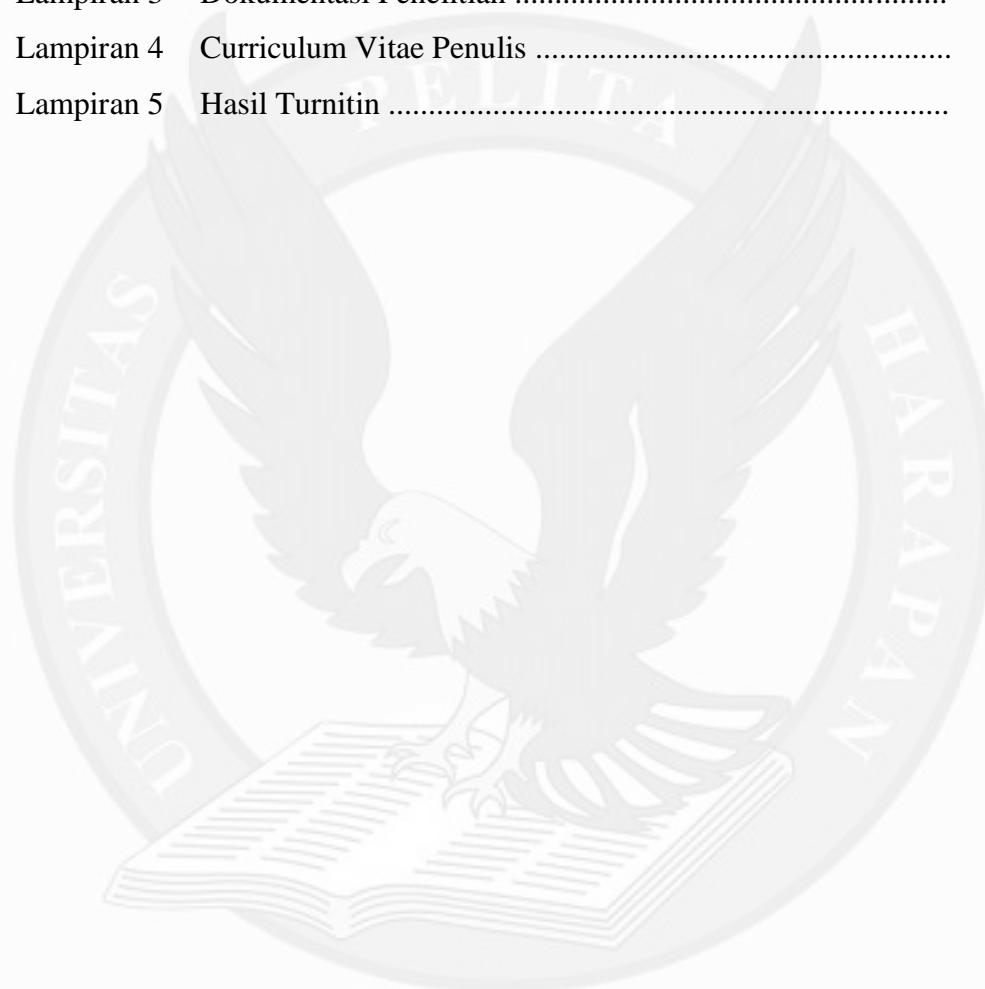 Lampiran 3 Dokumentasi Penelitian ......................................................
Lampiran 4 Curriculum Vitae Penulis ....................................................
Lampiran 5 Hasil Turnitin ......................................................................
UNIVERSITAS PELITA HARAPAN